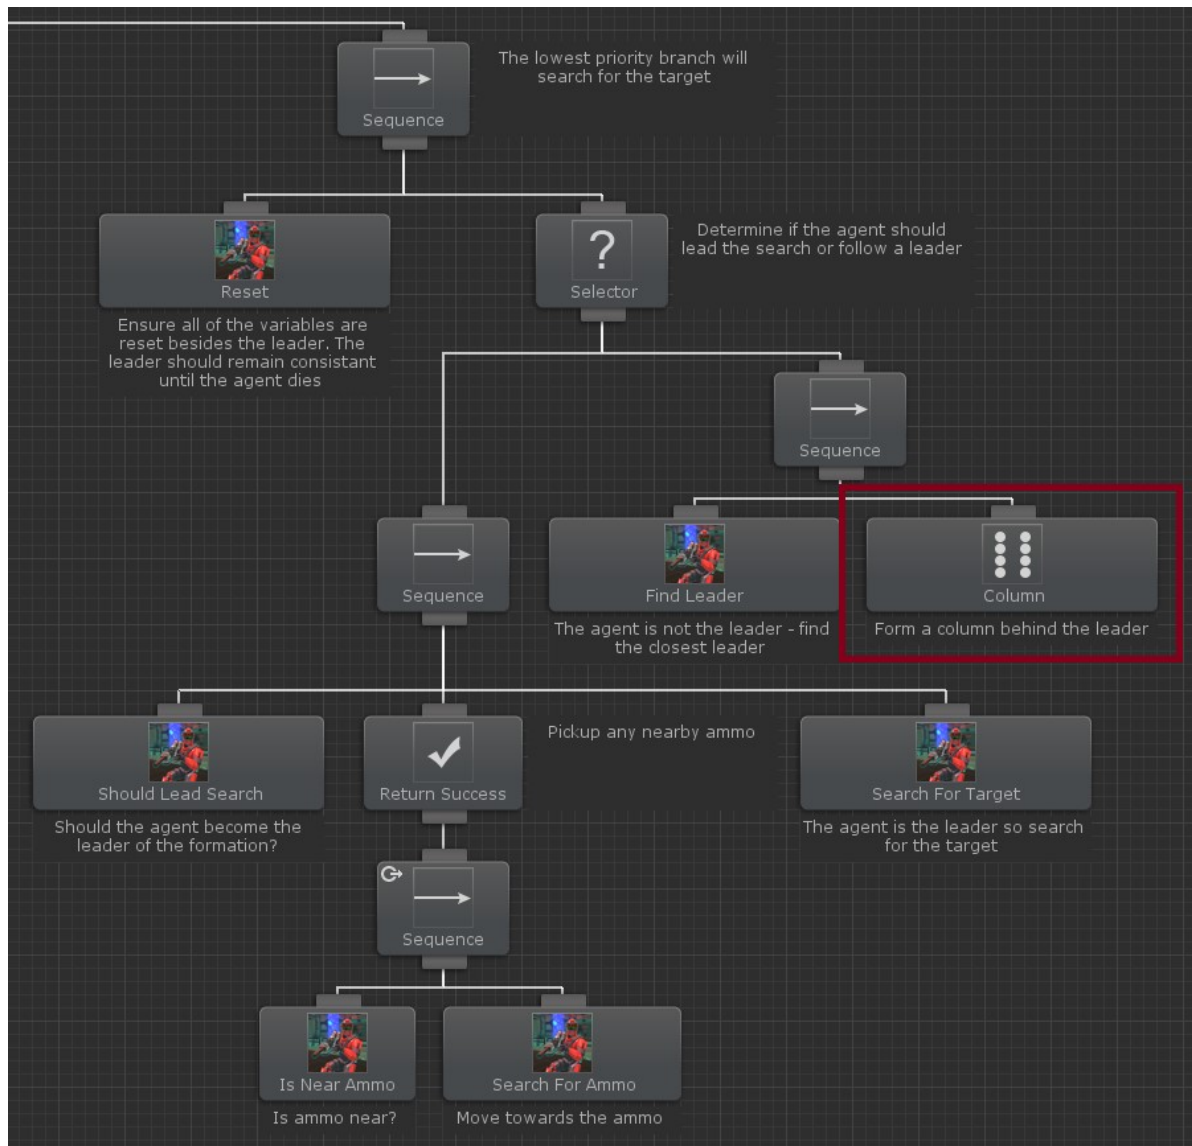 The lowest priority branch will
search for the target
Sequence
Determine if the agent should
lead the search or follow a leader
Reset
Selector
Ensure all of the variables are
reset besides the leader. The
leader should remain consistant
until the agent dies
Sequence
Sequence
Find Leader
Column
The agent is not the leader - find
the closest leader
Form a column behind the leader
Pickup any nearby ammo
Should Lead Search
Return Success
Search For Target
Should the agent become the
leader of the formation?
The agent is the leader so search
for the target
Sequence
Is Near Ammo
Search For Ammo
Is ammo near?
Move towards the ammo